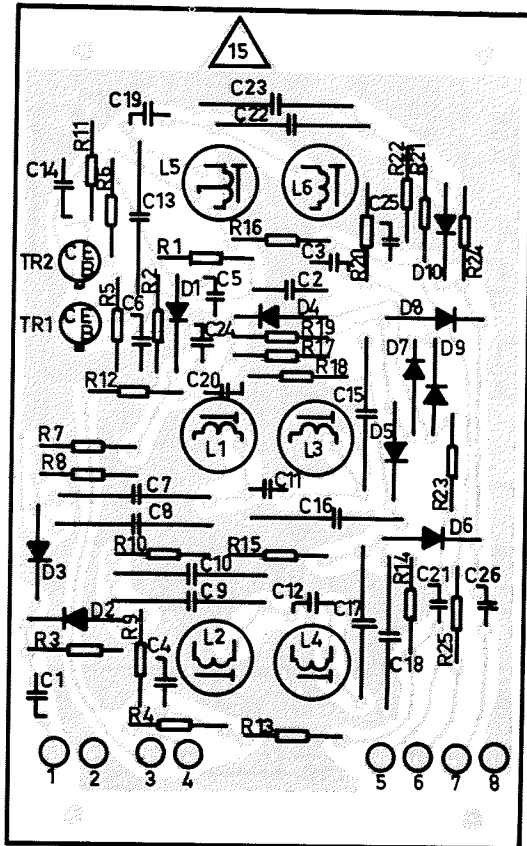 15
C19
C23
C22
R11
C14
R6
C13
L5
L6
R22
R21
C25
R16
R20
D10
R24
TR2
C
E
B
R1
C3
C5
C2
R5
C6
R2
D1
TR1
C
E
B
C24
D4
R19
R17
R18
D8
D7
D9
R12
C20
L1
L3
C15
D5
R7
R8
C7
C8
C11
C16
R23
D3
R10
R15
D6
C10
C9
C12
R14
C21
C26
D2
R3
R9
C4
L2
L4
C17
C18
R25
C1
R4
R13
1
2
3
4
5
6
7
8